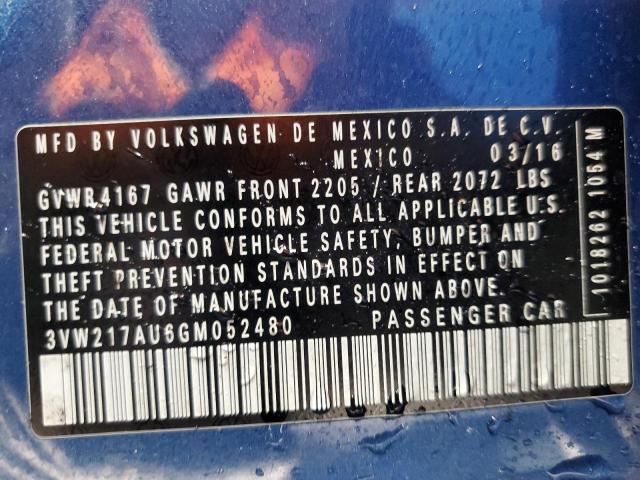 MFD BY VOLKSWAGEN DE MEXICO S.A. DE C.V.
MEXICO 03/16
GVWR 4167 GAWR FRONT 2205 / REAR 2072 LBS
THIS VEHICLE CONFORMS TO ALL APPLICABLE U.S.
FEDERAL MOTOR VEHICLE SAFETY, BUMPER AND
THEFT PREVENTION STANDARDS IN EFFECT ON
THE DATE OF MANUFACTURE SHOWN ABOVE.
3VW217AU6GM052480 PASSENGER CAR
1018262 1054 M